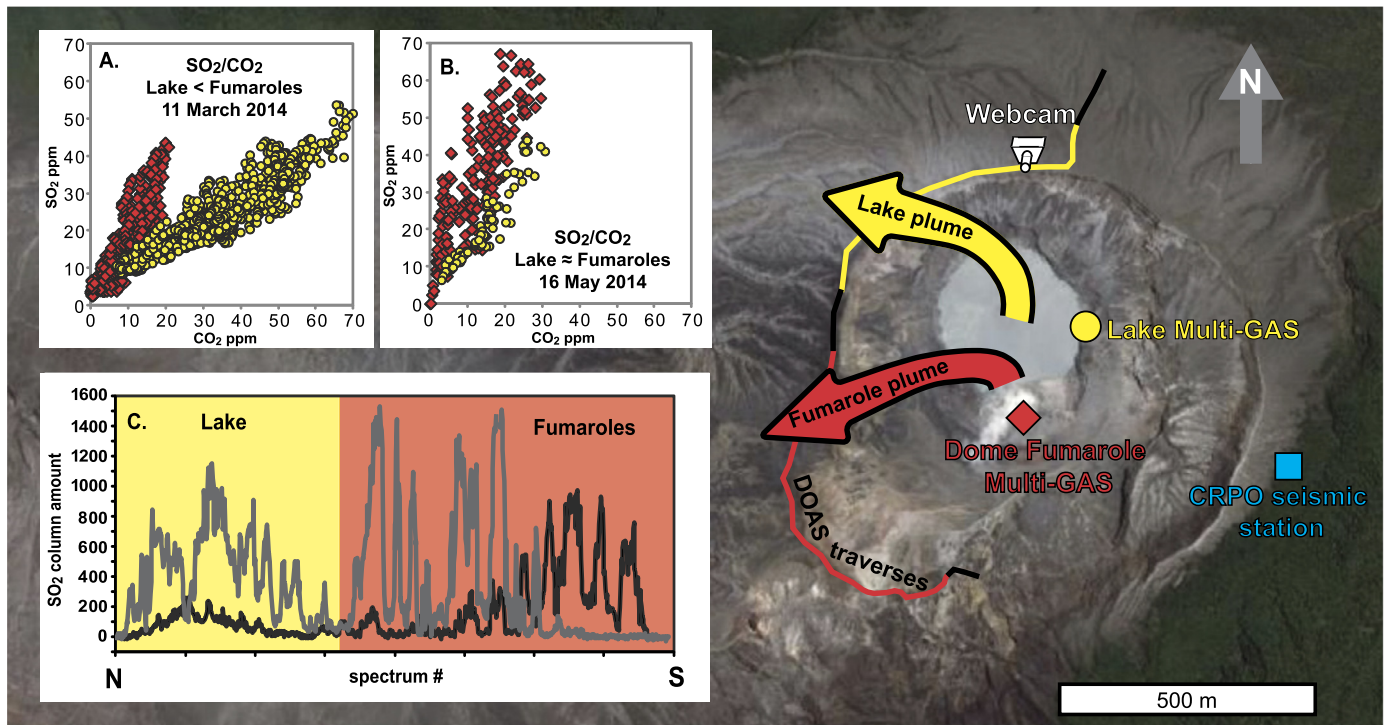 A.
SO2/CO2
Lake < Fumaroles
11 March 2014
70
60
50
40
30
20
10
0
SO2 ppm
0 10 20 30 40 50 60 70
CO2 ppm
B.
SO2/CO2
Lake ≈ Fumaroles
16 May 2014
70
60
50
40
30
20
10
0
SO2 ppm
0 10 20 30 40 50 60 70
CO2 ppm
C.
Lake
Fumaroles
1600
1400
1200
1000
800
600
400
200
0
SO2 column amount
N
spectrum #
S
Webcam
N
Lake plume
Lake Multi-GAS
Fumarole plume
Dome Fumarole
Multi-GAS
CRPO seismic
station
DOAS traverses
500 m